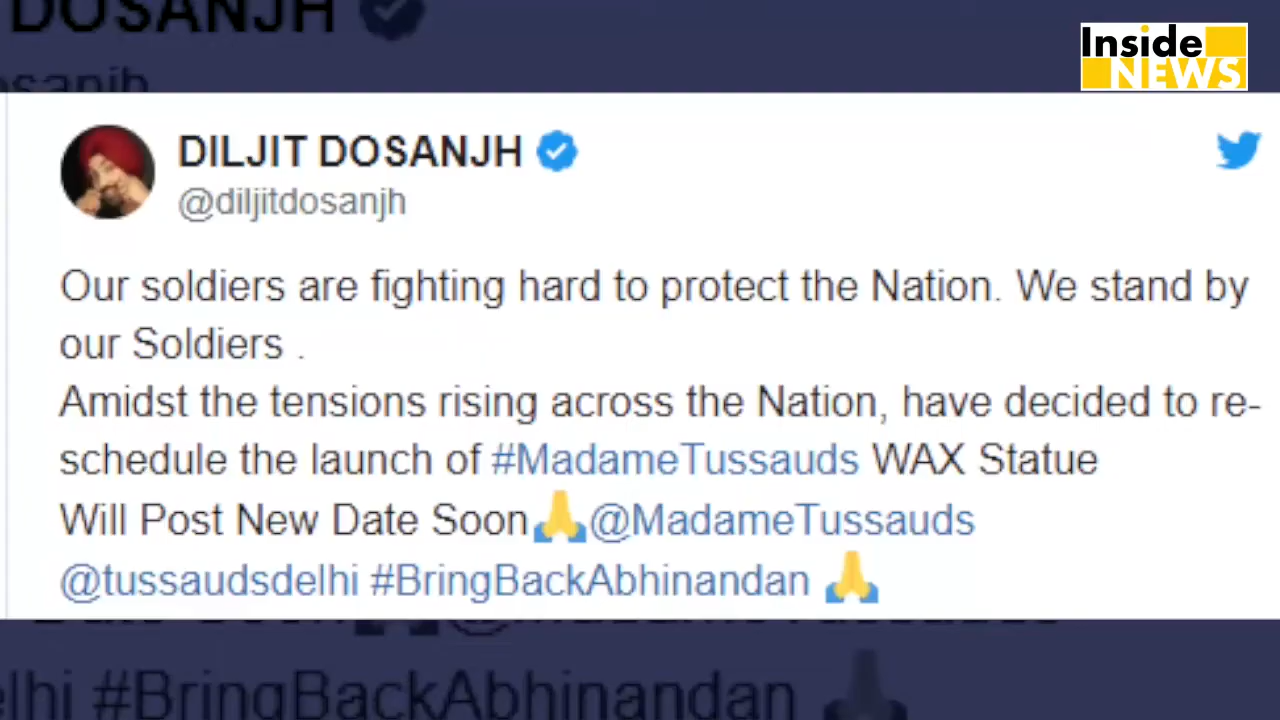 DOSANJH
Inside
NEWS
DILJIT DOSANJH
@diljitdosanjh
Our soldiers are fighting hard to protect the Nation. We stand by
our Soldiers .
Amidst the tensions rising across the Nation, have decided to re-
schedule the launch of #MadameTussauds WAX Statue
Will Post New Date Soon🙏@MadameTussauds
@tussaudsdelhi #BringBackAbhinandan 🙏
#BringBackAbhinandan